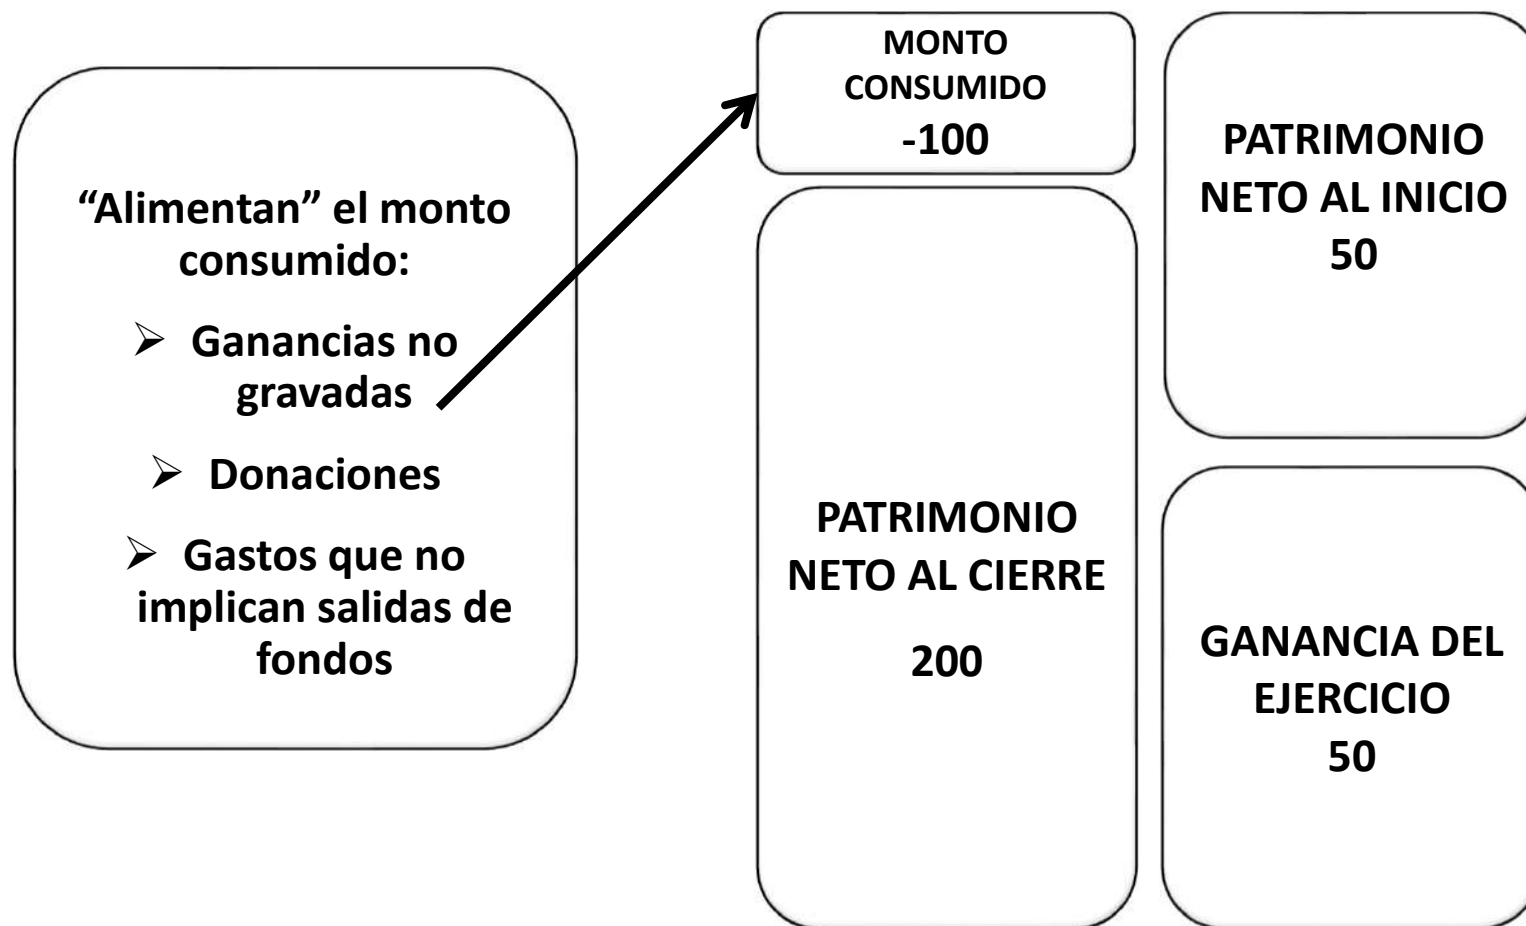 “Alimentan” el monto
consumido:
➢ Ganancias no
gravadas
➢ Donaciones
➢ Gastos que no
implican salidas de
fondos
MONTO
CONSUMIDO
-100
PATRIMONIO
NETO AL CIERRE
200
PATRIMONIO
NETO AL INICIO
50
GANANCIA DEL
EJERCICIO
50